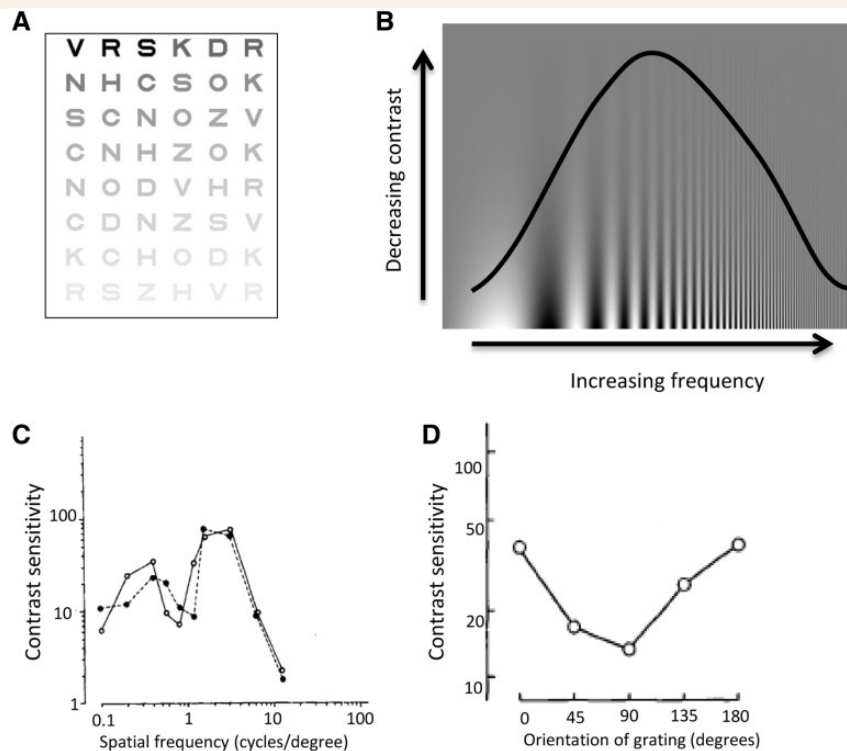 A
V R S K D R
N H C S O K
S C N O Z V
C N H Z O K
N O D V H R
C D N Z S V
K C H O D K
R S Z H V R
B
Decreasing contrast
Increasing frequency
C
Contrast sensitivity
100
10
1
0.1 1 10 100
Spatial frequency (cycles/degree)
D
Contrast sensitivity
100
50
20
10
0 45 90 135 180
Orientation of grating (degrees)